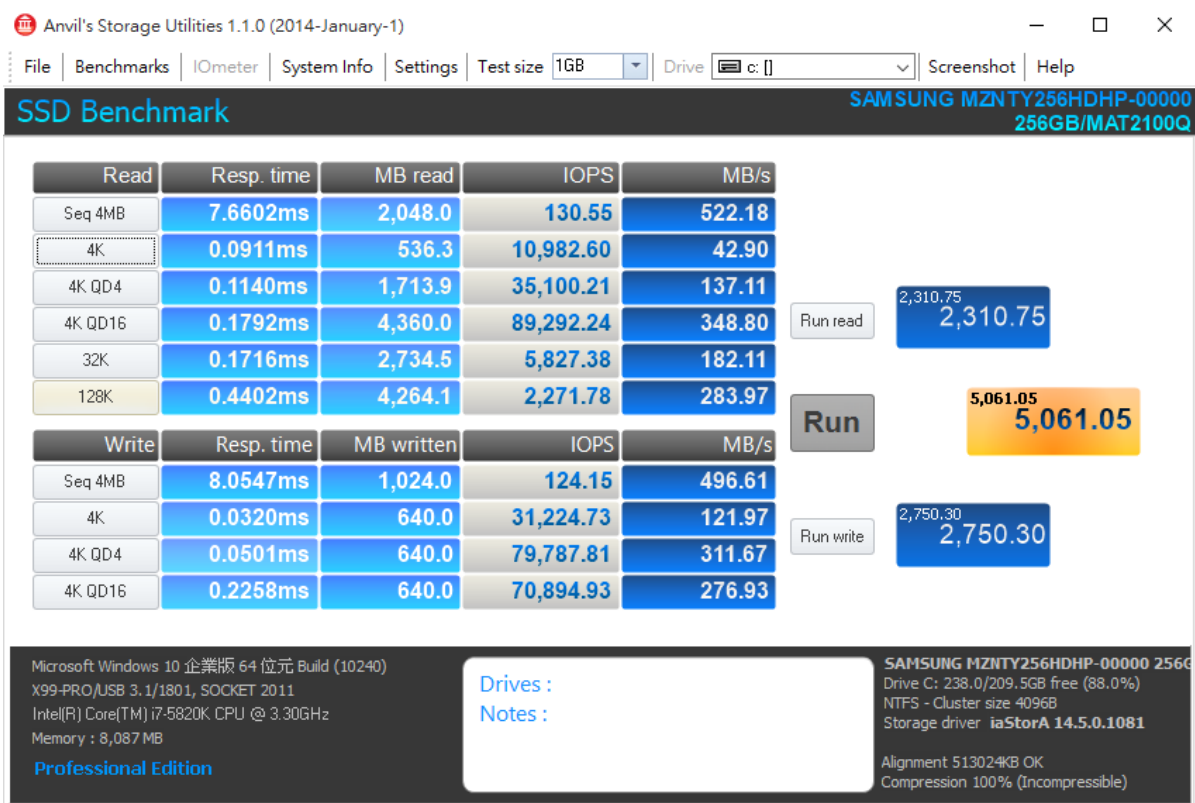 Anvil's Storage Utilities 1.1.0 (2014-January-1)
File Benchmarks IOmeter System Info Settings Test size 1GB Drive c: [] Screenshot Help
SSD Benchmark
SAMSUNG MZNTY256HDHP-00000
256GB/MAT2100Q
Read Resp. time MB read IOPS MB/s
Seq 4MB 7.6602ms 2,048.0 130.55 522.18
4K 0.0911ms 536.3 10,982.60 42.90
4K QD4 0.1140ms 1,713.9 35,100.21 137.11
4K QD16 0.1792ms 4,360.0 89,292.24 348.80
32K 0.1716ms 2,734.5 5,827.38 182.11
128K 0.4402ms 4,264.1 2,271.78 283.97
Run read
2,310.75
2,310.75
Run
5,061.05
5,061.05
Write Resp. time MB written IOPS MB/s
Seq 4MB 8.0547ms 1,024.0 124.15 496.61
4K 0.0320ms 640.0 31,224.73 121.97
4K QD4 0.0501ms 640.0 79,787.81 311.67
4K QD16 0.2258ms 640.0 70,894.93 276.93
Run write
2,750.30
2,750.30
Microsoft Windows 10 企業版 64 位元 Build (10240)
X99-PRO/USB 3.1/1801, SOCKET 2011
Intel(R) Core(TM) i7-5820K CPU @ 3.30GHz
Memory : 8,087 MB
Professional Edition
Drives :
Notes :
SAMSUNG MZNTY256HDHP-00000 256G
Drive C: 238.0/209.5GB free (88.0%)
NTFS - Cluster size 4096B
Storage driver iaStorA 14.5.0.1081
Alignment 513024KB OK
Compression 100% (Incompressible)